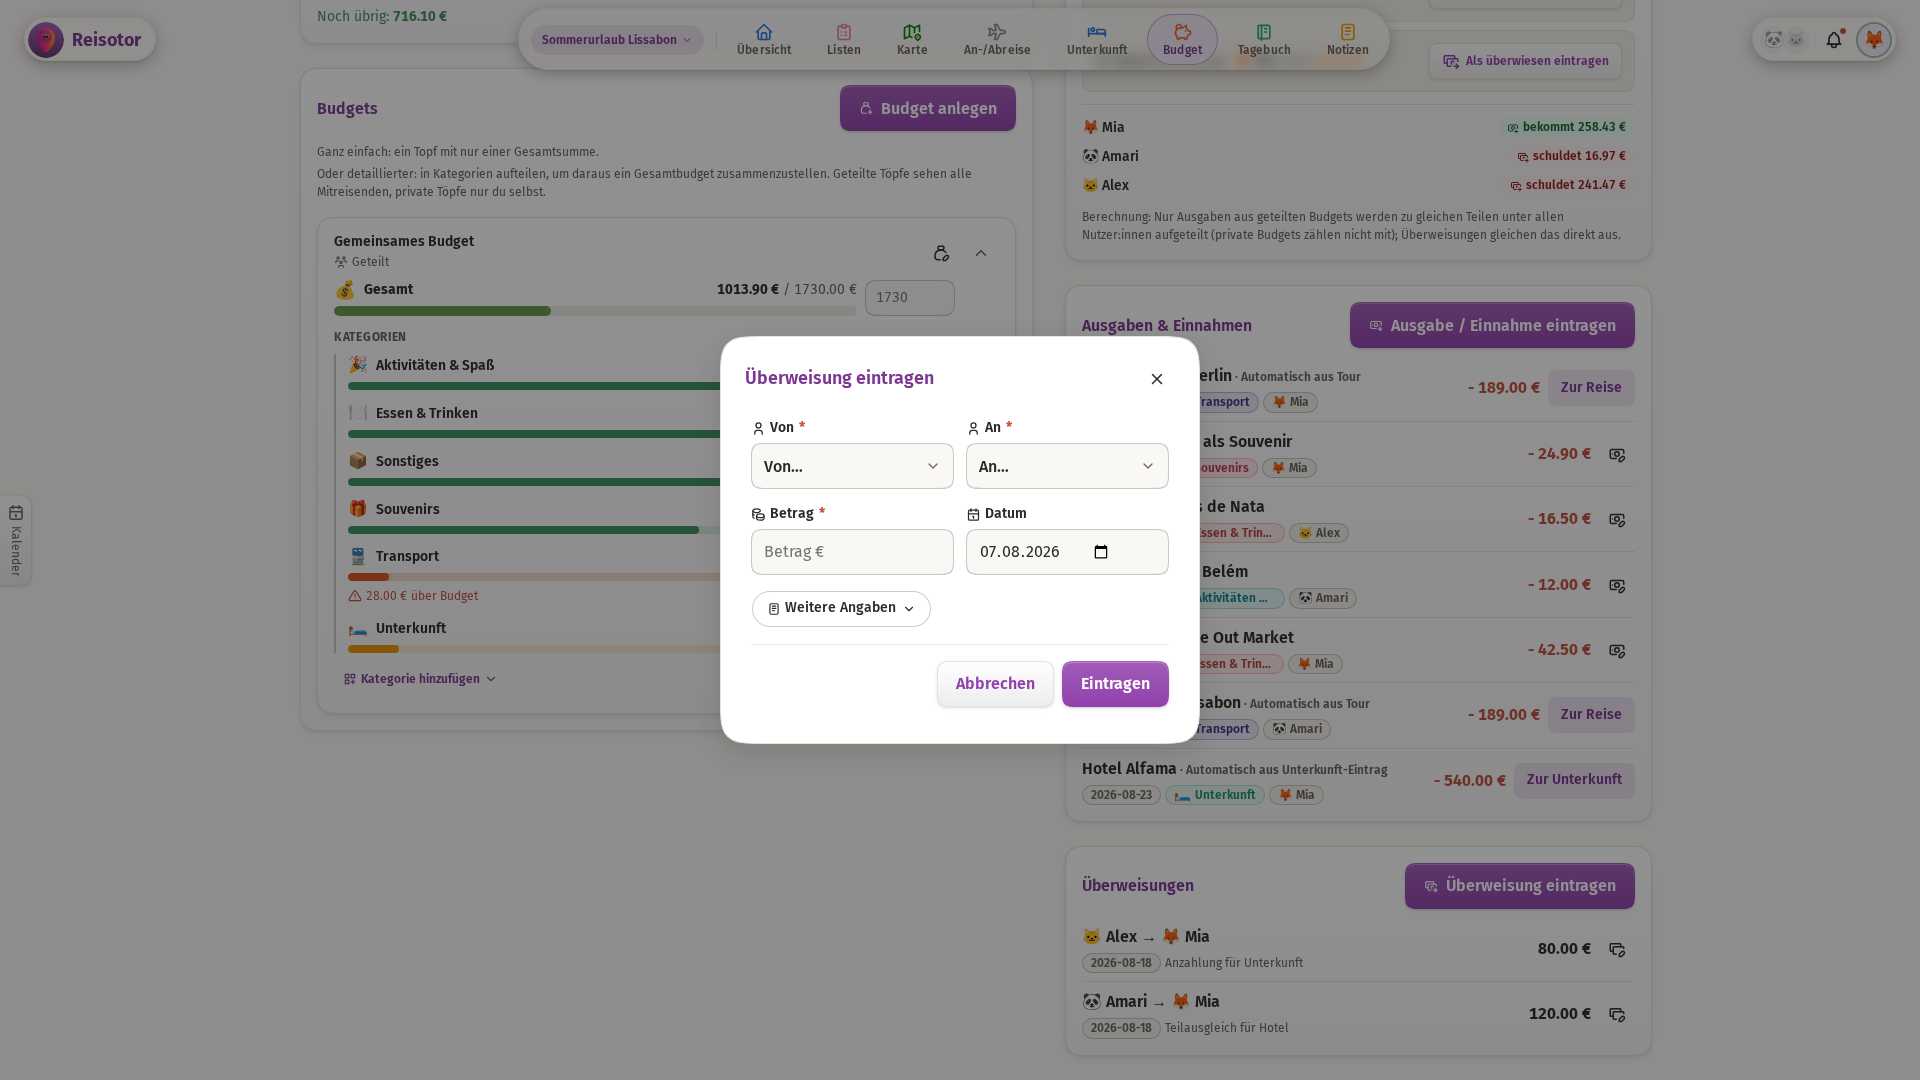 Noch übrig: 716.10 €
Reisotor
Sommerurlaub Lissabon
Übersicht
Listen
Karte
An-/Abreise
Unterkunft
Budget
Tagebuch
Notizen
Kalender
Budgets
Budget anlegen
Ganz einfach: ein Topf mit nur einer Gesamtsumme.
Oder detaillierter: in Kategorien aufteilen, um daraus ein Gesamtbudget zusammenzustellen. Geteilte Töpfe sehen alle
Mitreisenden, private Töpfe nur du selbst.
Gemeinsames Budget
Geteilt
Gesamt
1013.90 € / 1730.00 €
1730
KATEGORIEN
Aktivitäten & Spaß
Essen & Trinken
Sonstiges
Souvenirs
Transport
28.00 € über Budget
Unterkunft
Kategorie hinzufügen
Überweisung eintragen
Von *
An *
Von...
An...
Betrag *
Datum
Betrag €
07.08.2026
Weitere Angaben
Abbrechen
Eintragen
Als überwiesen eintragen
Mia
bekommt 258.43 €
Amari
schuldet 16.97 €
Alex
schuldet 241.47 €
Berechnung: Nur Ausgaben aus geteilten Budgets werden zu gleichen Teilen unter allen
Nutzer:innen aufgeteilt (private Budgets zählen nicht mit); Überweisungen gleichen das direkt aus.
Ausgaben & Einnahmen
Ausgabe / Einnahme eintragen
erlin · Automatisch aus Tour
ransport
Mia
- 189.00 €
Zur Reise
als Souvenir
ouvenirs
Mia
- 24.90 €
s de Nata
ssen & Trin...
Alex
- 16.50 €
Belém
ktivitäten ...
Amari
- 12.00 €
e Out Market
ssen & Trin...
Mia
- 42.50 €
sabon · Automatisch aus Tour
ransport
Amari
- 189.00 €
Zur Reise
Hotel Alfama · Automatisch aus Unterkunft-Eintrag
2026-08-23
Unterkunft
Mia
- 540.00 €
Zur Unterkunft
Überweisungen
Überweisung eintragen
Alex → Mia
2026-08-18 Anzahlung für Unterkunft
80.00 €
Amari → Mia
2026-08-18 Teilausgleich für Hotel
120.00 €